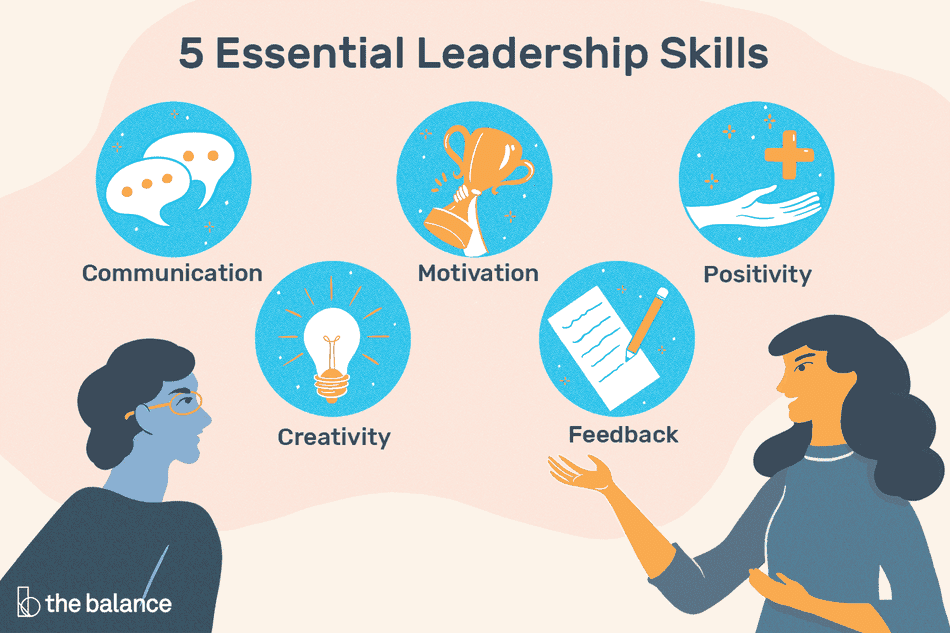 5 Essential Leadership Skills
Communication
Motivation
Positivity
Creativity
Feedback
the balance